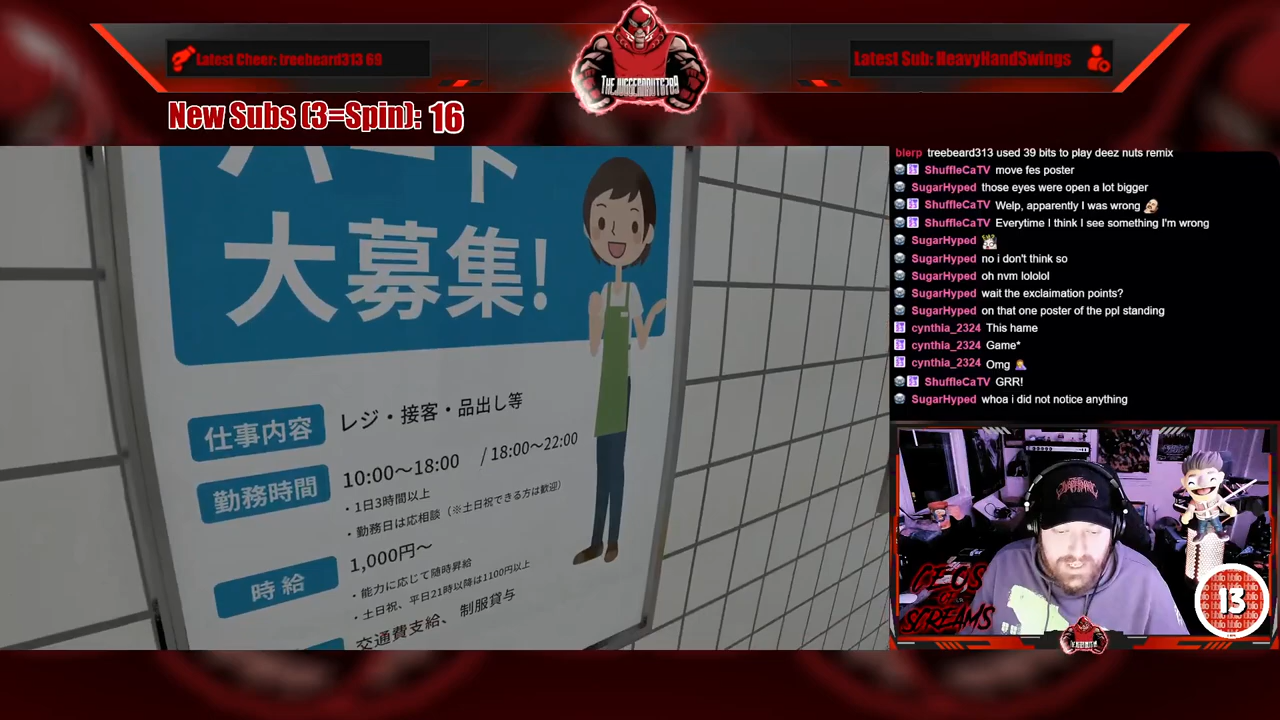 Latest Cheer: treebeard313 69
THEJUGGERNAUT6789
Latest Sub: HeavyHandSwings
New Subs (3=Spin): 16
blerp treebeard313 used 39 bits to play deez nuts remix
ShuffleCaTV move fes poster
SugarHyped those eyes were open a lot bigger
ShuffleCaTV Welp, apparently I was wrong
ShuffleCaTV Everytime I think I see something I'm wrong
SugarHyped
SugarHyped no i don't think so
SugarHyped oh nvm lololol
SugarHyped wait the exclaimation points?
SugarHyped on that one poster of the ppl standing
cynthia_2324 This hame
cynthia_2324 Game*
cynthia_2324 Omg
ShuffleCaTV GRR!
SugarHyped whoa i did not notice anything
パート
大募集!
仕事内容 レジ・接客・品出し等
勤務時間 10:00〜18:00 / 18:00〜22:00
・1日3時間以上
・勤務日は応相談（※土日祝できる方は歓迎）
時給 1,000円〜
・能力に応じて随時昇給
・土日祝、平日21時以降は1100円以上
交通費支給、制服貸与
SCREAMS
13